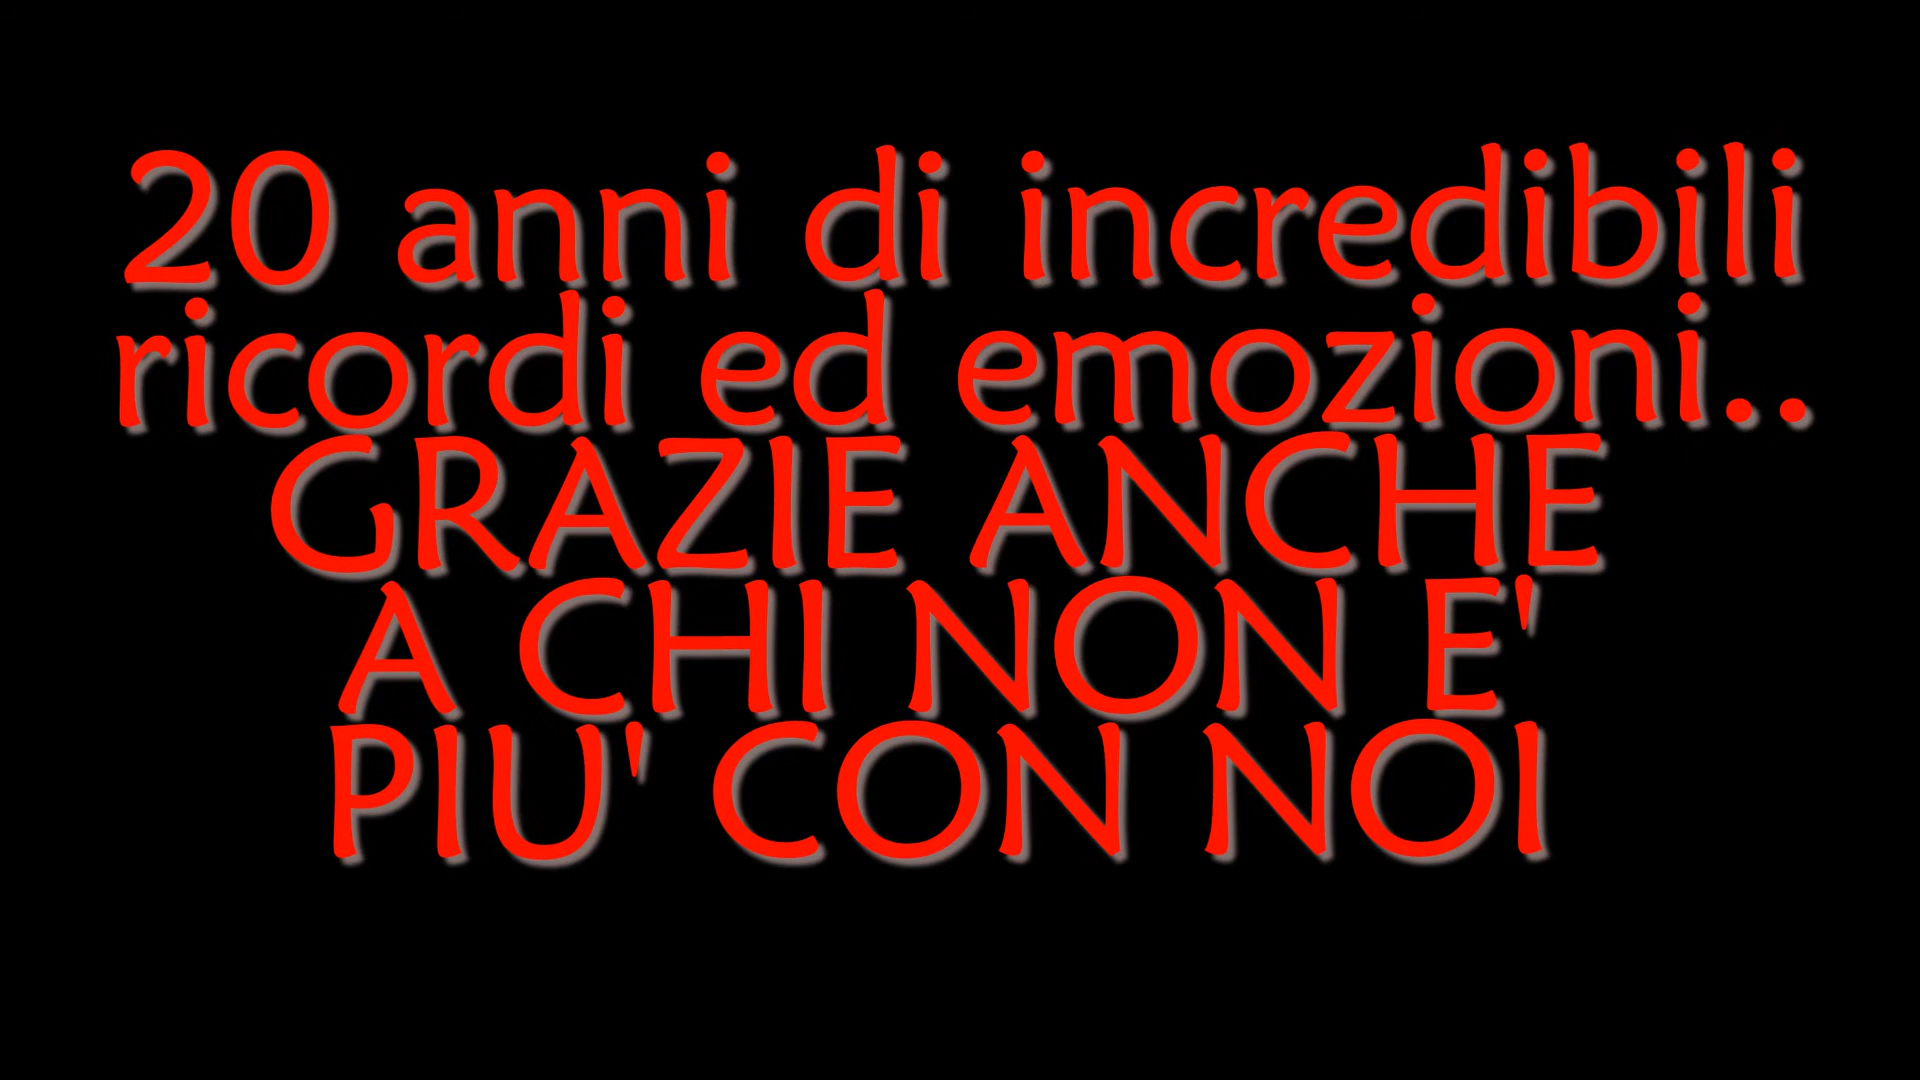 20 anni di incredibili
ricordi ed emozioni..
GRAZIE ANCHE
A CHI NON E'
PIU' CON NOI